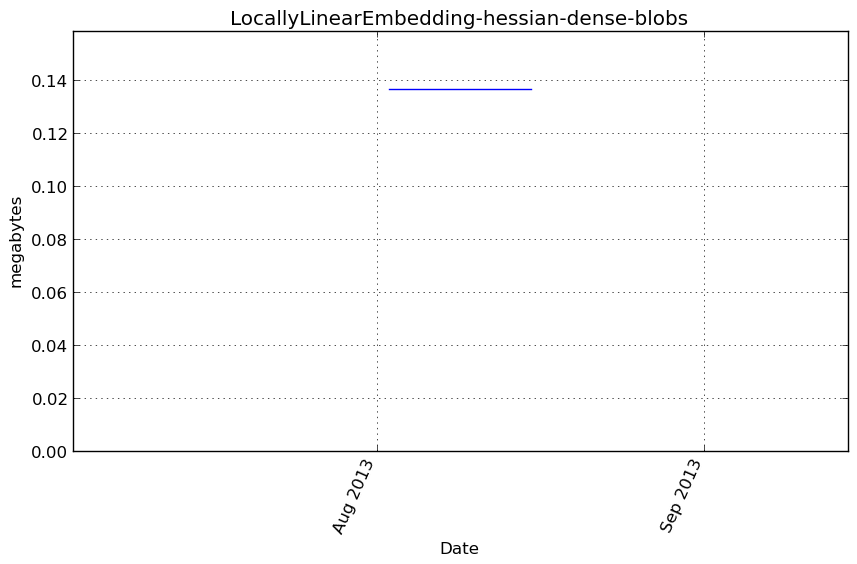 LocallyLinearEmbedding-hessian-dense-blobs
0.14
0.12
0.10
0.08
0.06
0.04
0.02
0.00
megabytes
Aug 2013
Sep 2013
Date